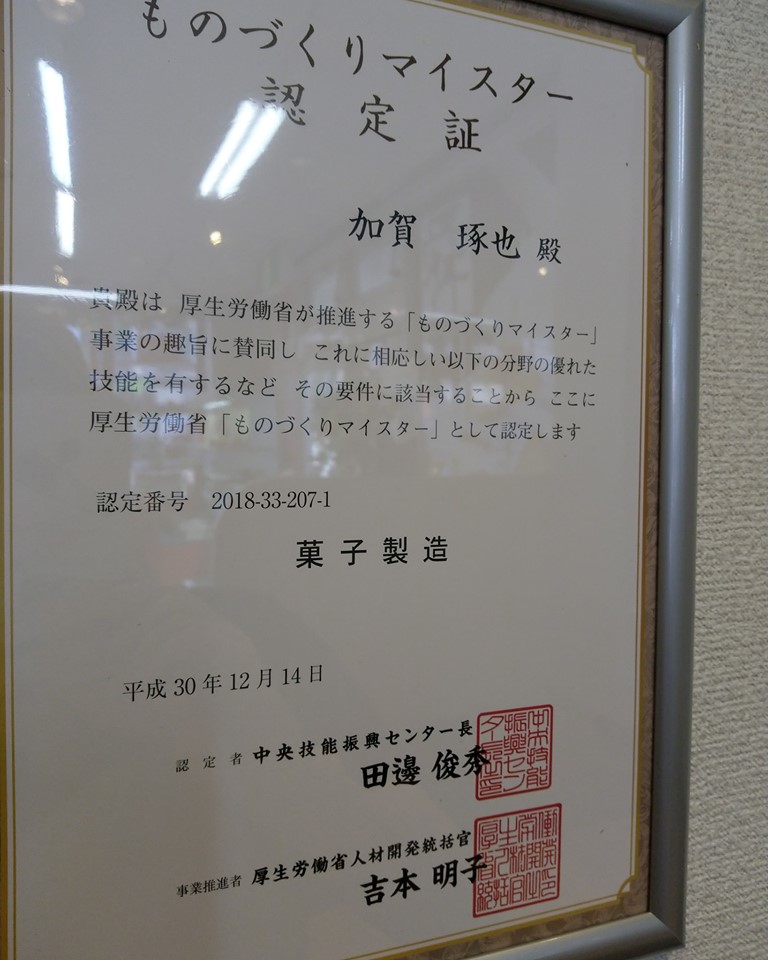 ものづくりマイスター
認定証
加賀 琢也 殿
貴殿は 厚生労働省が推進する「ものづくりマイスター」
事業の趣旨に賛同し これに相応しい以下の分野の優れた
技能を有するなど その要件に該当することから ここに
厚生労働省「ものづくりマイスター」として認定します
認定番号 2018-33-207-1
菓子製造
平成30年12月14日
認定者 中央技能振興センター長
田邊 俊秀
事業推進者 厚生労働省人材開発統括官
吉本 明子